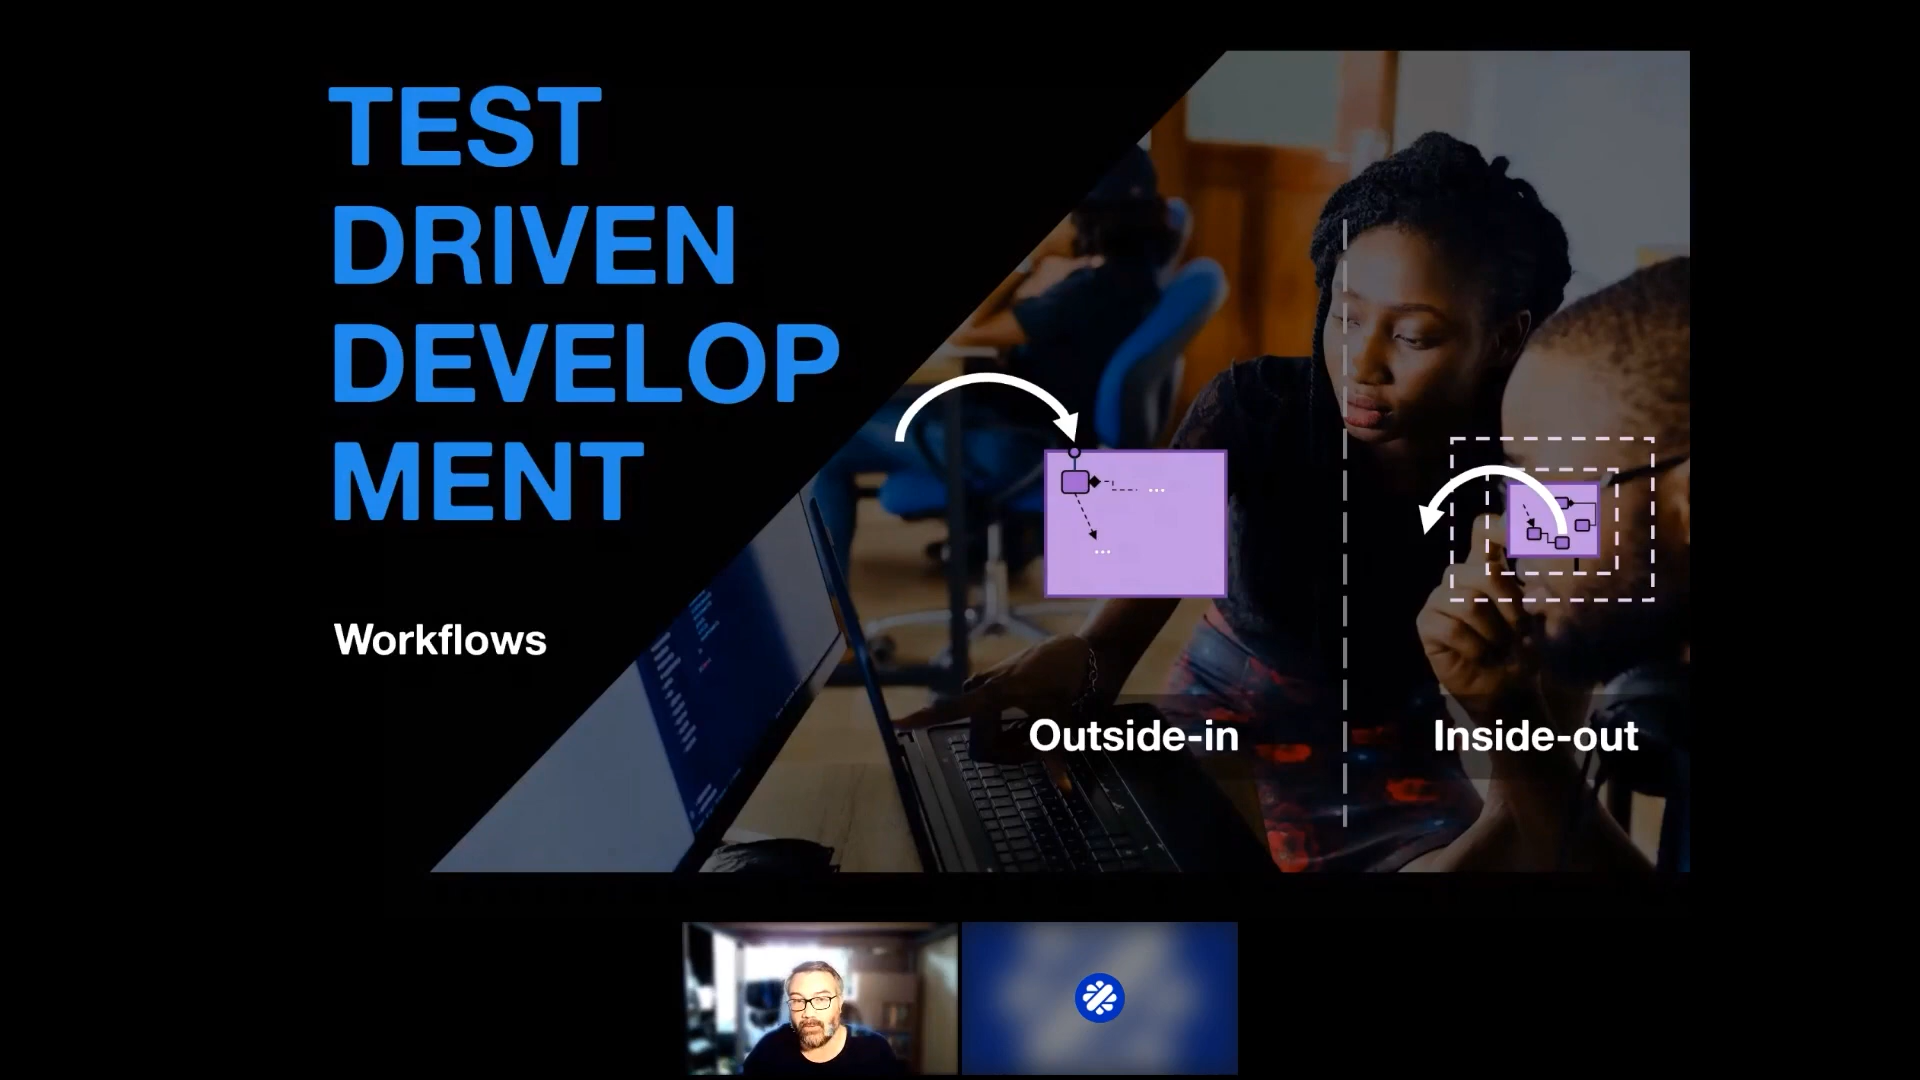 TEST
DRIVEN
DEVELOP
MENT
Workflows
Outside-in
Inside-out